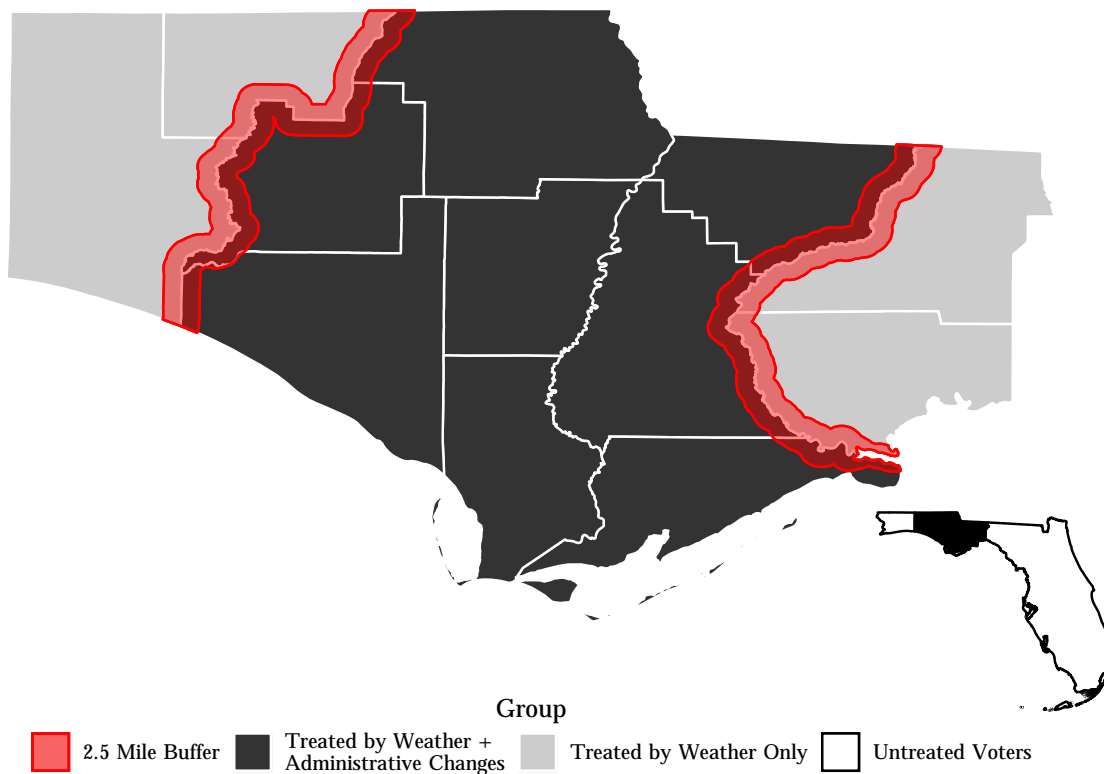 Group
2.5 Mile Buffer
Treated by Weather +
Administrative Changes
Treated by Weather Only
Untreated Voters